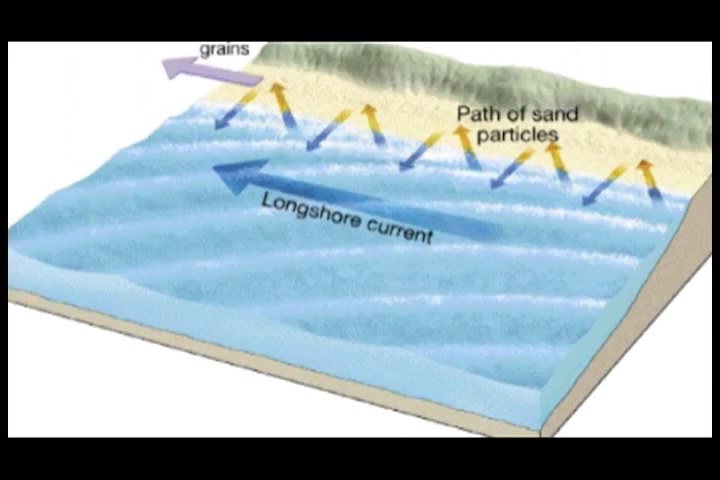 grains
Path of sand
particles
Longshore current